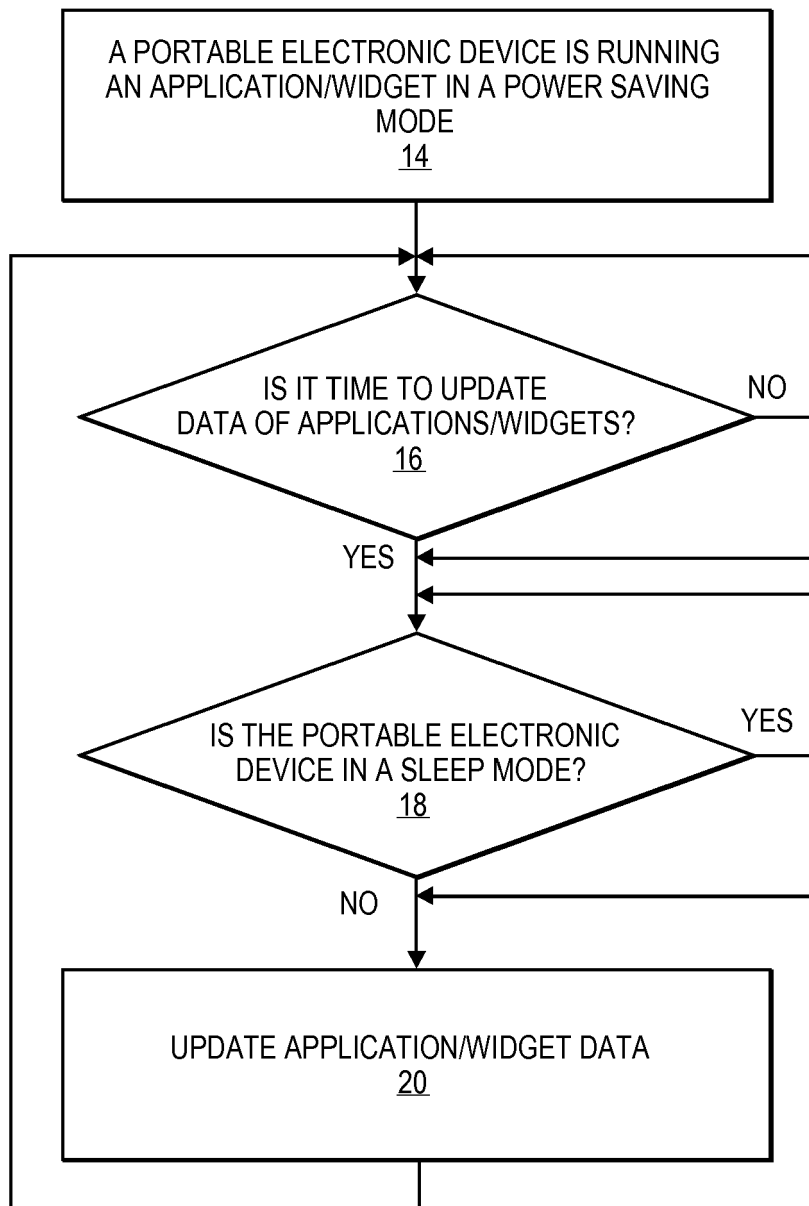 A PORTABLE ELECTRONIC DEVICE IS RUNNING
AN APPLICATION/WIDGET IN A POWER SAVING
MODE
14
IS IT TIME TO UPDATE
DATA OF APPLICATIONS/WIDGETS?
16
NO
YES
IS THE PORTABLE ELECTRONIC
DEVICE IN A SLEEP MODE?
18
YES
NO
UPDATE APPLICATION/WIDGET DATA
20